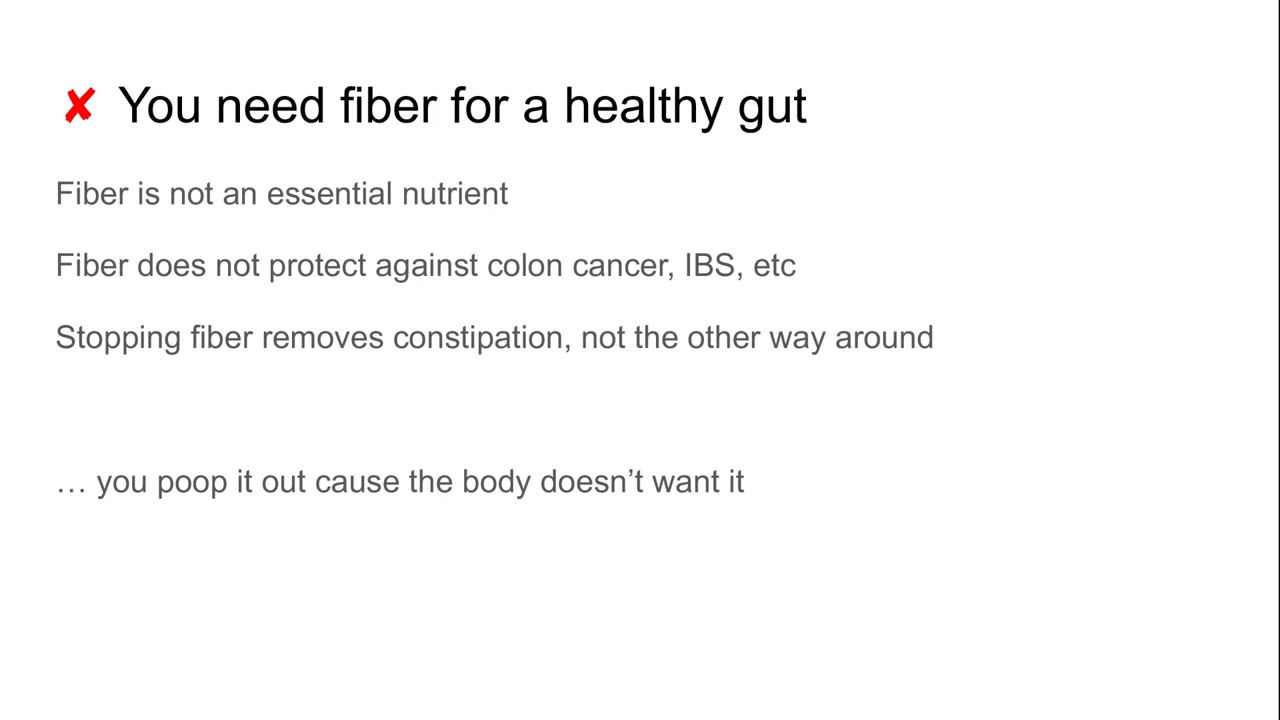 ✘ You need fiber for a healthy gut
Fiber is not an essential nutrient
Fiber does not protect against colon cancer, IBS, etc
Stopping fiber removes constipation, not the other way around
… you poop it out cause the body doesn’t want it